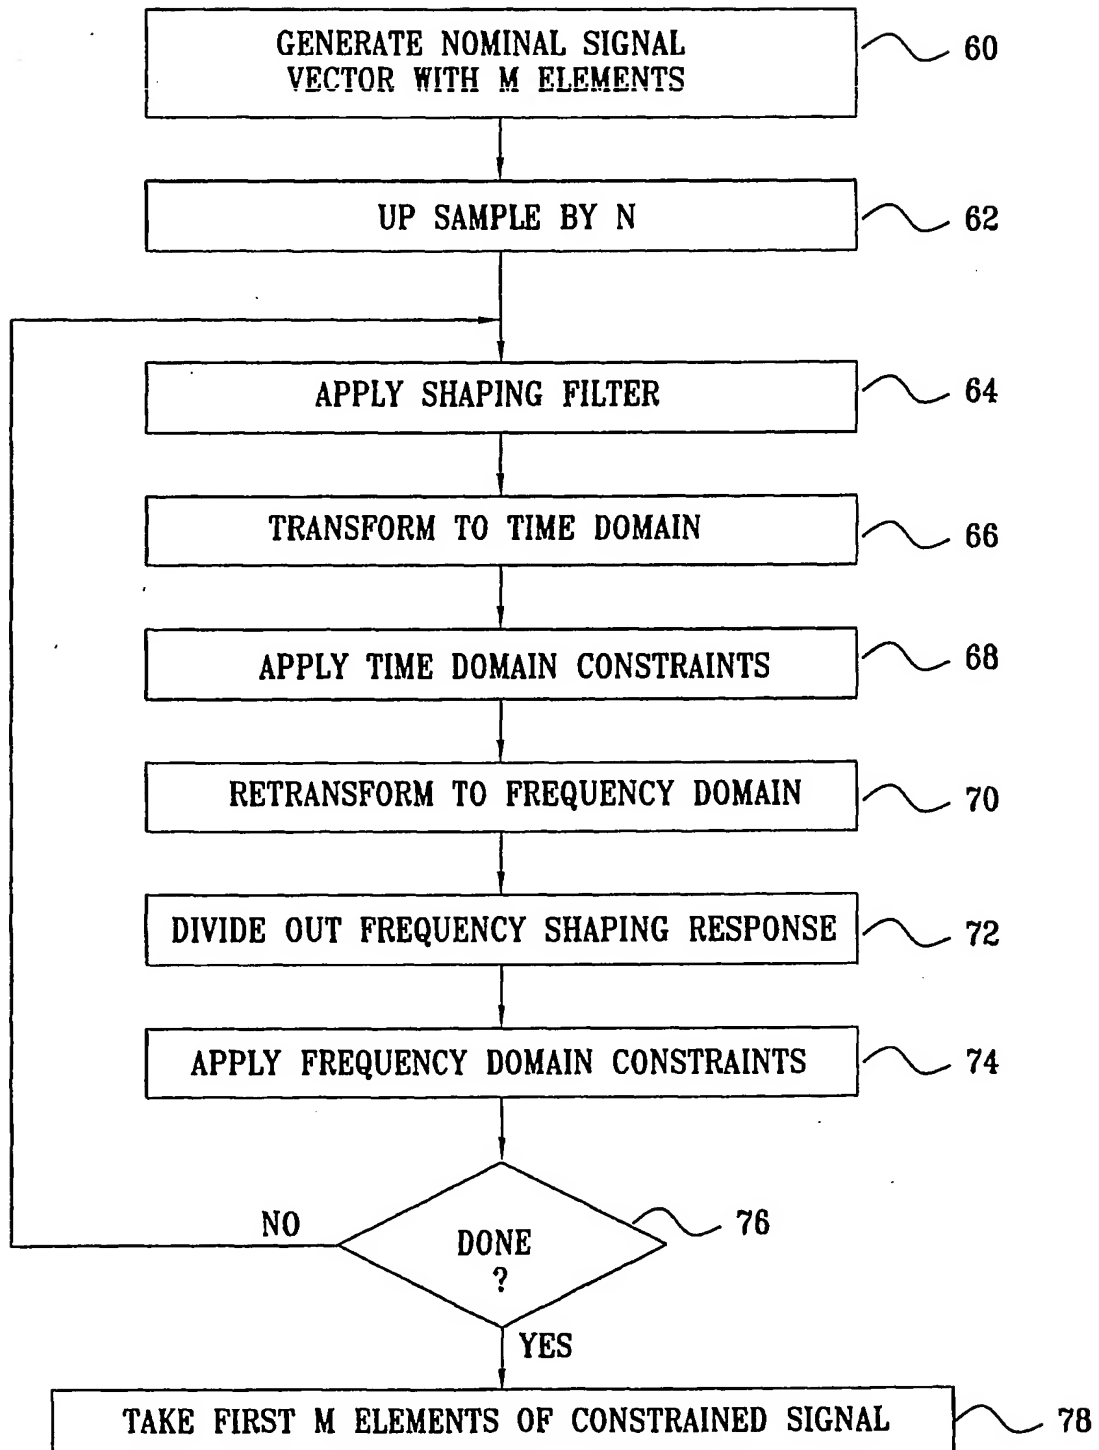 GENERATE NOMINAL SIGNAL
VECTOR WITH M ELEMENTS
60
UP SAMPLE BY N
62
APPLY SHAPING FILTER
64
TRANSFORM TO TIME DOMAIN
66
APPLY TIME DOMAIN CONSTRAINTS
68
RETRANSFORM TO FREQUENCY DOMAIN
70
DIVIDE OUT FREQUENCY SHAPING RESPONSE
72
APPLY FREQUENCY DOMAIN CONSTRAINTS
74
NO
DONE
?
76
YES
TAKE FIRST M ELEMENTS OF CONSTRAINED SIGNAL
78